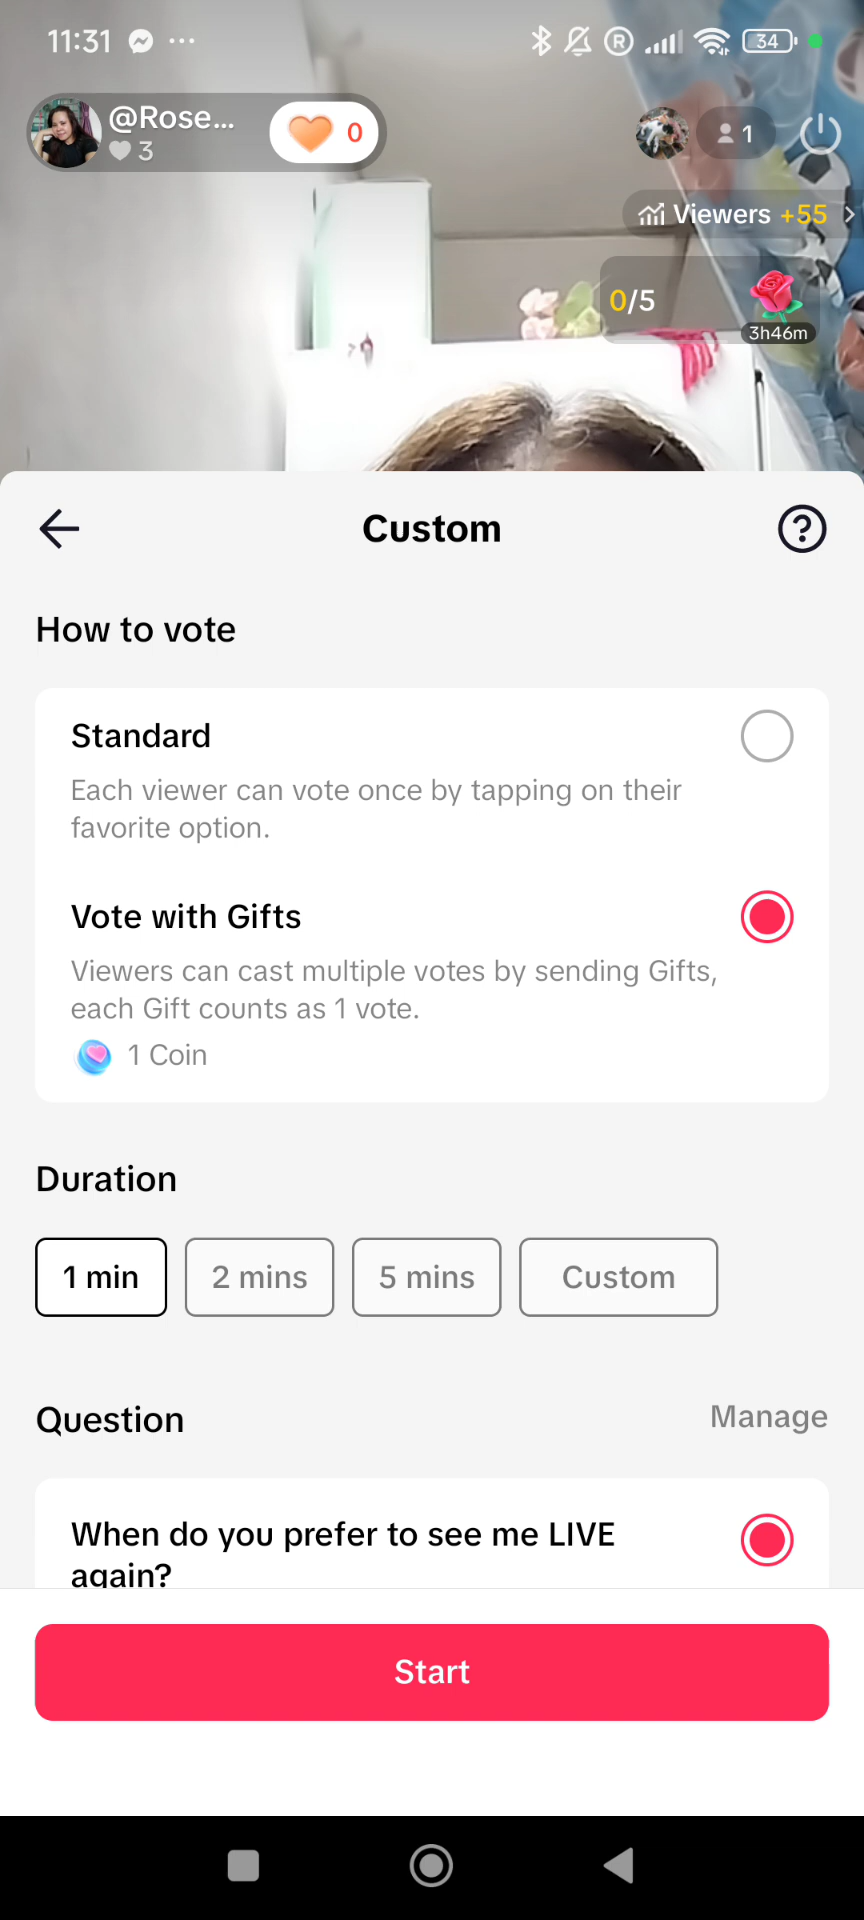 11:31
34
@Rose...
3
0
1
Viewers +55
0/5
3h46m
Custom
How to vote
Standard
Each viewer can vote once by tapping on their
favorite option.
Vote with Gifts
Viewers can cast multiple votes by sending Gifts,
each Gift counts as 1 vote.
1 Coin
Duration
1 min
2 mins
5 mins
Custom
Question
Manage
When do you prefer to see me LIVE
again?
Start